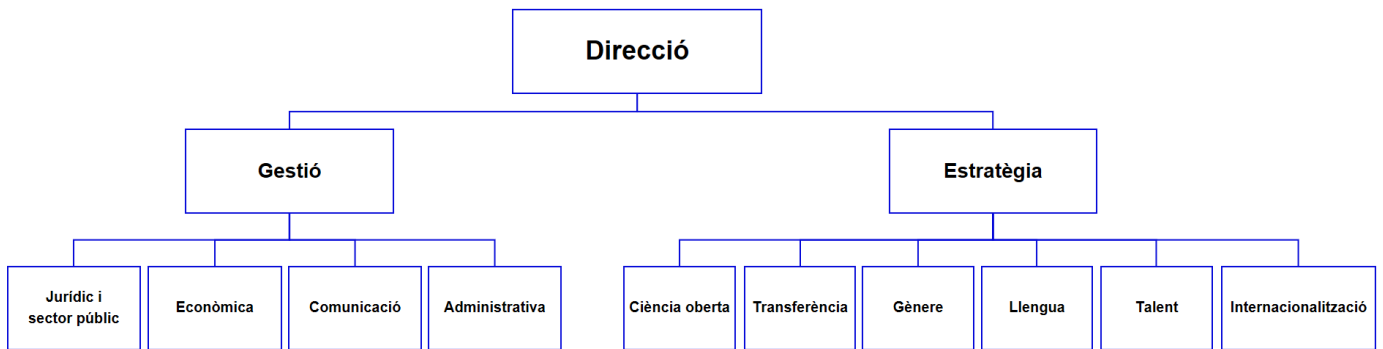 Direcció
Gestió
Estratègia
Jurídic i
sector públic
Econòmica
Comunicació
Administrativa
Ciència oberta
Transferència
Gènere
Llengua
Talent
Internacionalització